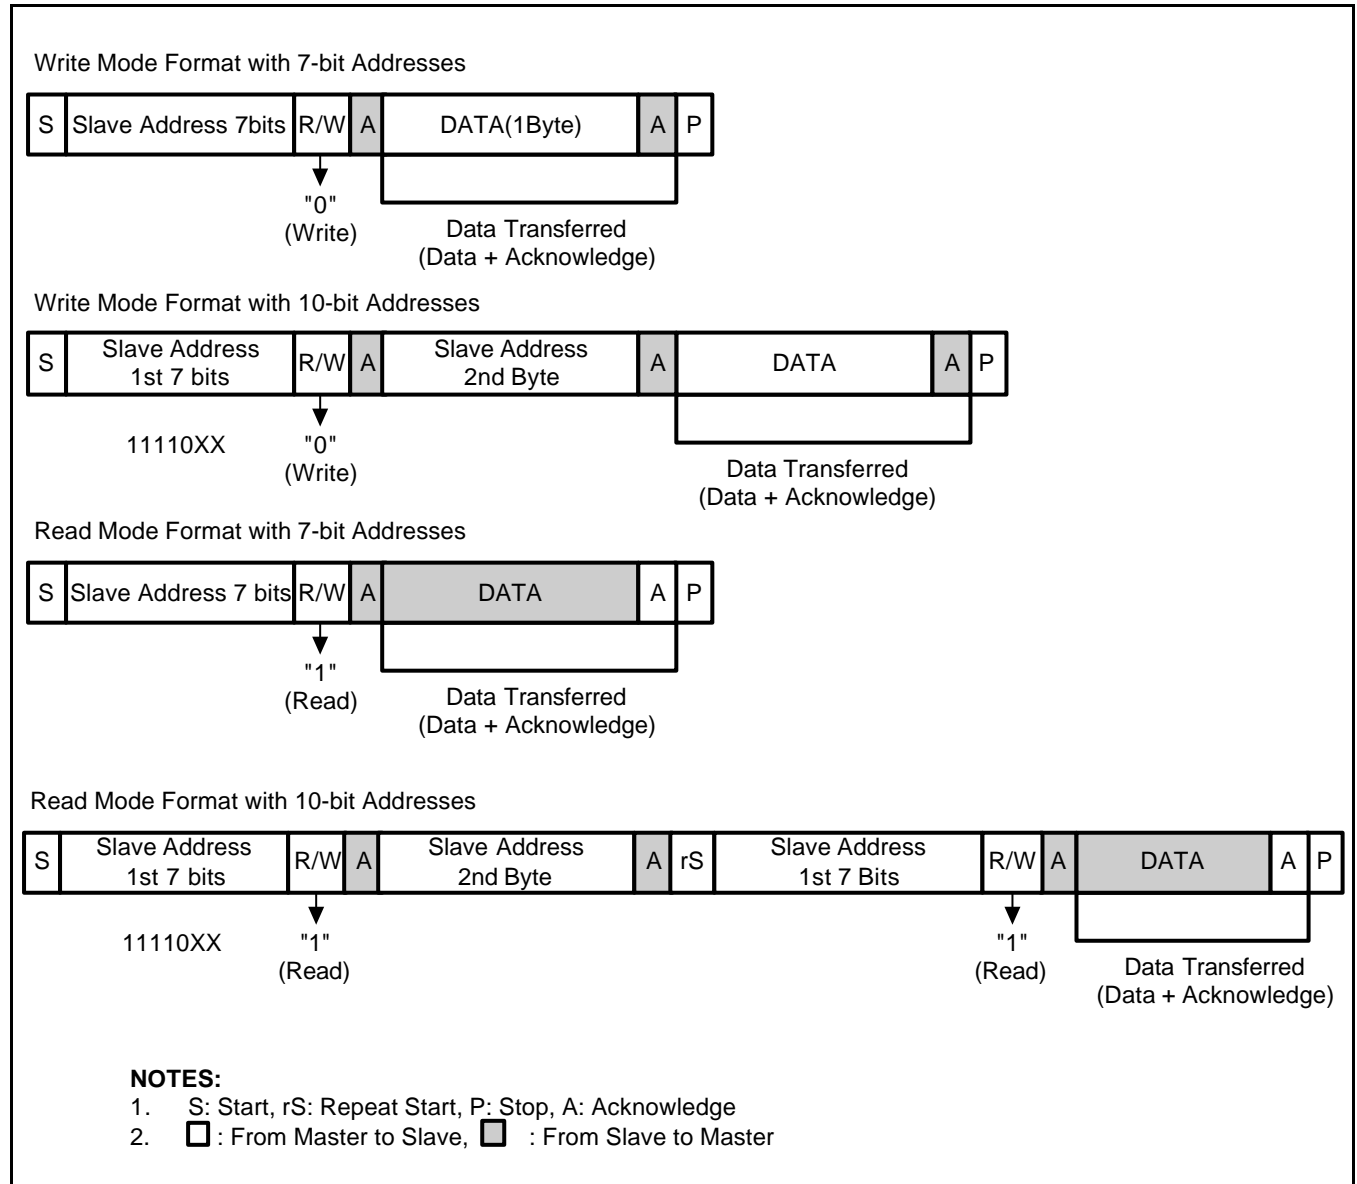 Write Mode Format with 7-bit Addresses
S Slave Address 7bits R/W A DATA(1Byte) A P
"0"
(Write)
Data Transferred
(Data + Acknowledge)
Write Mode Format with 10-bit Addresses
S Slave Address 1st 7 bits R/W A Slave Address 2nd Byte A DATA A P
11110XX "0"
(Write)
Data Transferred
(Data + Acknowledge)
Read Mode Format with 7-bit Addresses
S Slave Address 7 bits R/W A DATA A P
"1"
(Read)
Data Transferred
(Data + Acknowledge)
Read Mode Format with 10-bit Addresses
S Slave Address 1st 7 bits R/W A Slave Address 2nd Byte A rS Slave Address 1st 7 Bits R/W A DATA A P
11110XX "1" "1"
(Read) (Read)
Data Transferred
(Data + Acknowledge)
NOTES:
1. S: Start, rS: Repeat Start, P: Stop, A: Acknowledge
2. : From Master to Slave, : From Slave to Master